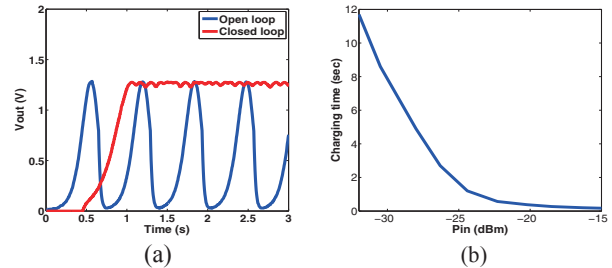 2
1.5
1
0.5
0
Vout (V)
Open loop
Closed loop
0 0.5 1 1.5 2 2.5 3
Time (s)
(a)
12
10
8
6
4
2
0
Charging time (sec)
−30 −25 −20 −15
Pin (dBm)
(b)